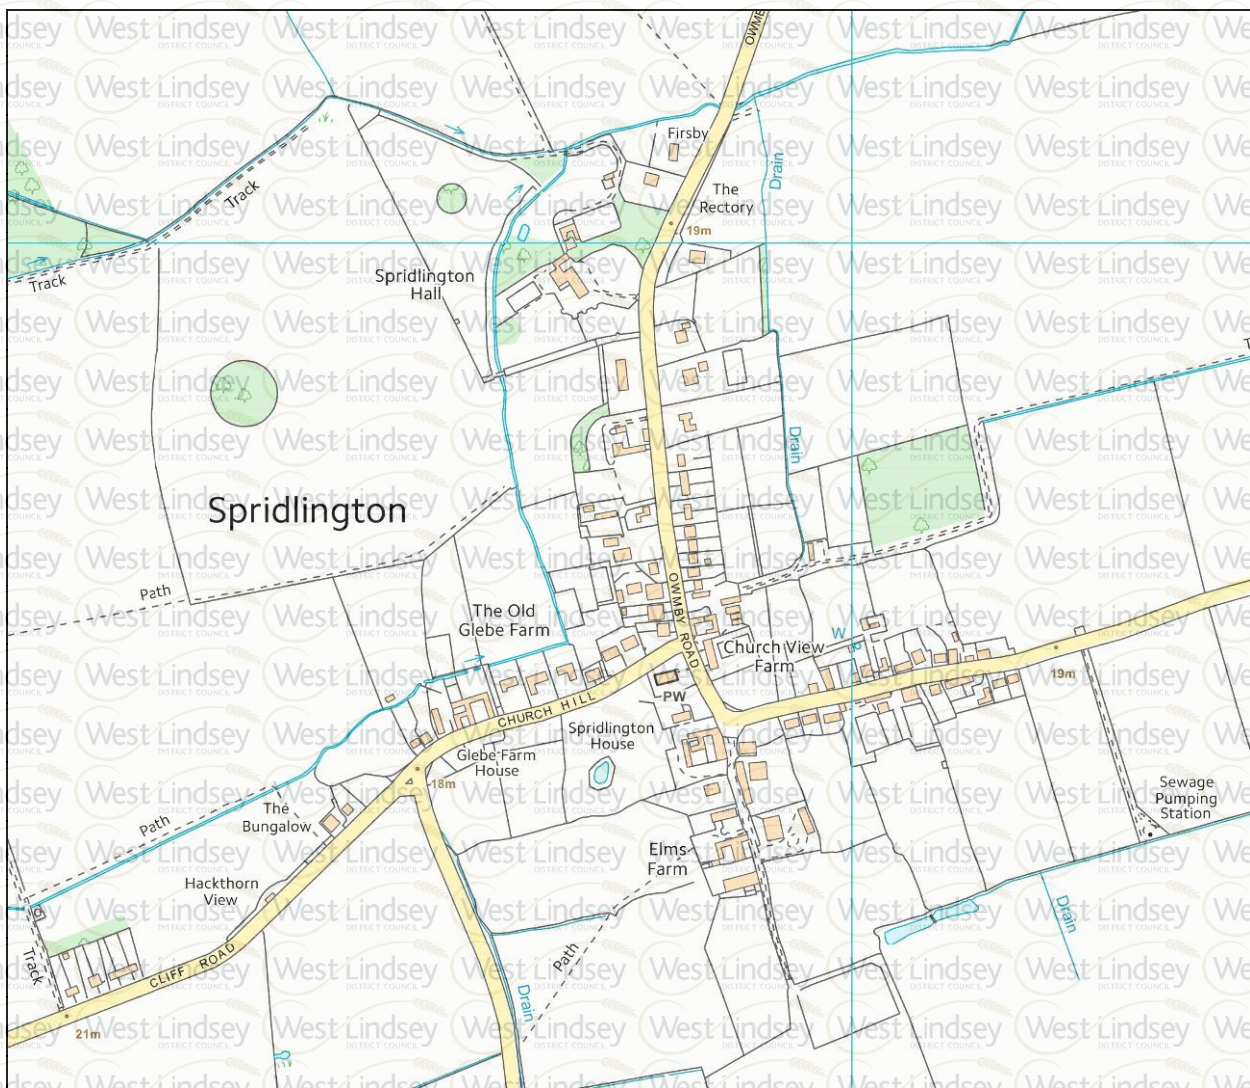 OWMB
Firsby
Drain
The
Rectory
19m
Track
Track
Spridlington
Hall
Drain
Spridlington
Path
OWMBY ROAD
The Old
Glebe Farm
Church View
Farm
W
19m
PW
CHURCH HILL
Spridlington
House
Glebe Farm
House
18m
The
Bungalow
Path
Sewage
Pumping
Station
Elms
Farm
Hackthorn
View
Drain
Path
Track
CLIFF ROAD
Drain
21m
West Lindsey
DISTRICT COUNCIL